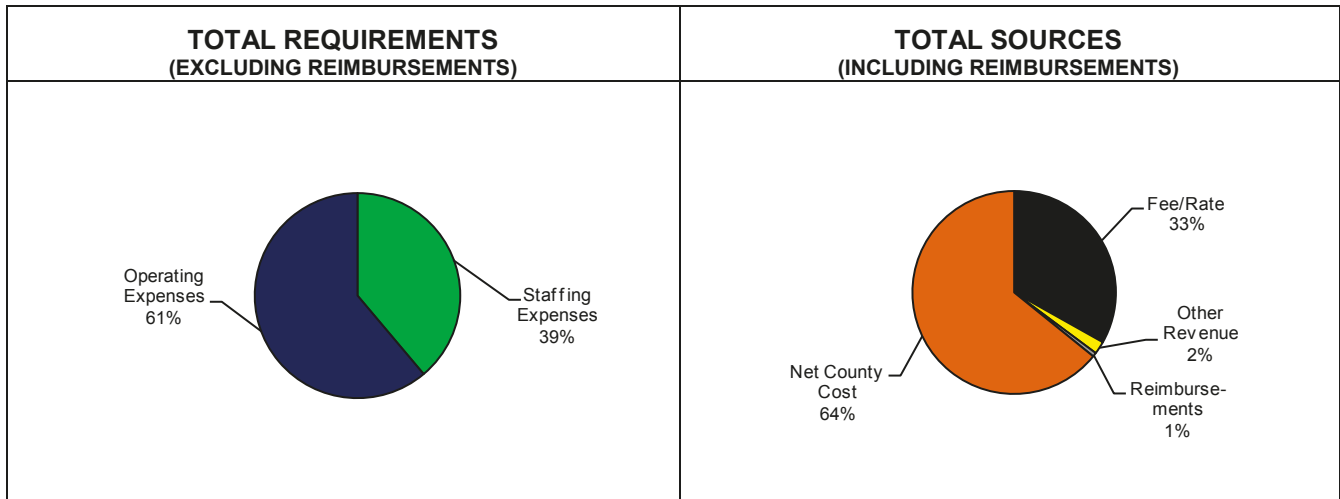 TOTAL REQUIREMENTS
(EXCLUDING REIMBURSEMENTS)
Operating
Expenses
61%
Staffing
Expenses
39%
TOTAL SOURCES
(INCLUDING REIMBURSEMENTS)
Fee/Rate
33%
Other
Revenue
2%
Reimburse-
ments
1%
Net County
Cost
64%